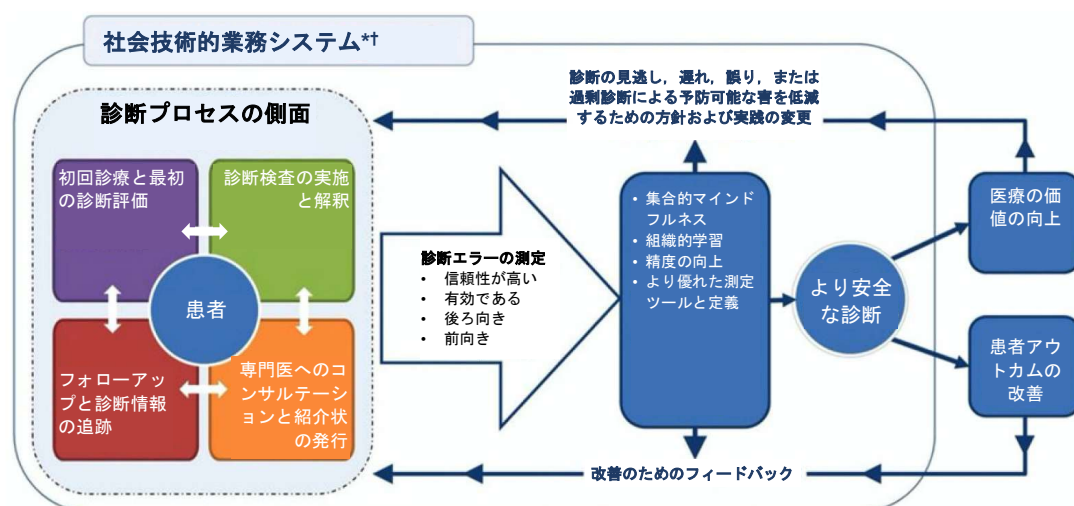 社会技術的業務システム*†
診断プロセスの側面
初回診療と最初
の診断評価
診断検査の実施
と解釈
患者
フォローアッ
プと診断情報
の追跡
専門医へのコ
ンサルテー
ションと紹介状
の発行
診断エラーの測定
• 信頼性が高い
• 有効である
• 後ろ向き
• 前向き
診断の見逃し，遅れ，誤り，または
過剰診断による予防可能な害を低減
するための方針および実践の変更
• 集合的マインド
フルネス
• 組織的学習
• 精度の向上
• より優れた測定
ツールと定義
改善のためのフィードバック
より安全
な診断
医療の価
値の向上
患者アウ
トカムの
改善